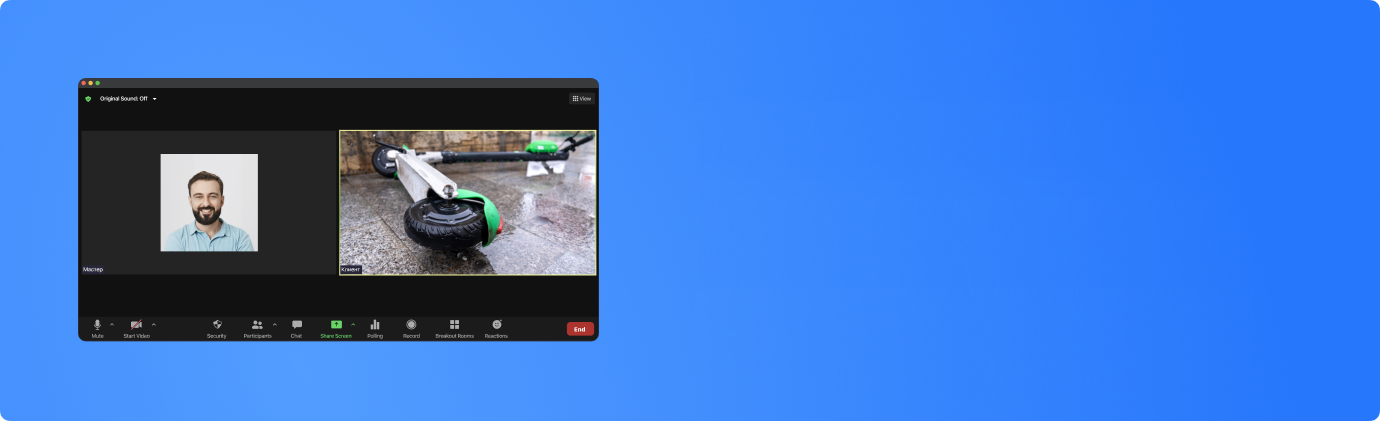 Original Sound: Off
View
Мастер
Клиент
Mute
Start Video
Security
Participants
Chat
Share Screen
Polling
Record
Breakout Rooms
Reactions
End